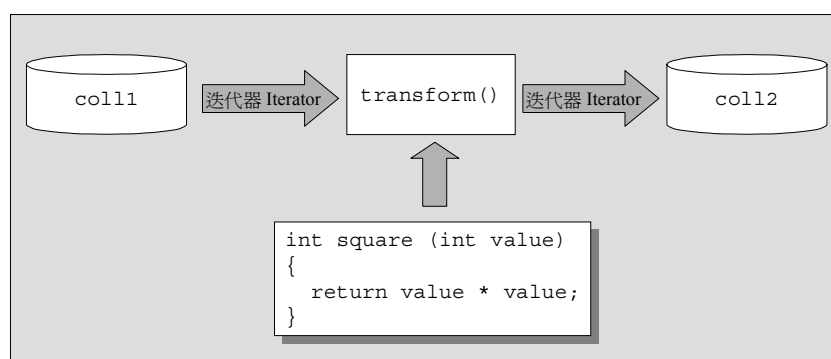 coll1
迭代器 Iterator
transform()
迭代器 Iterator
coll2
int square (int value)
{
  return value * value;
}